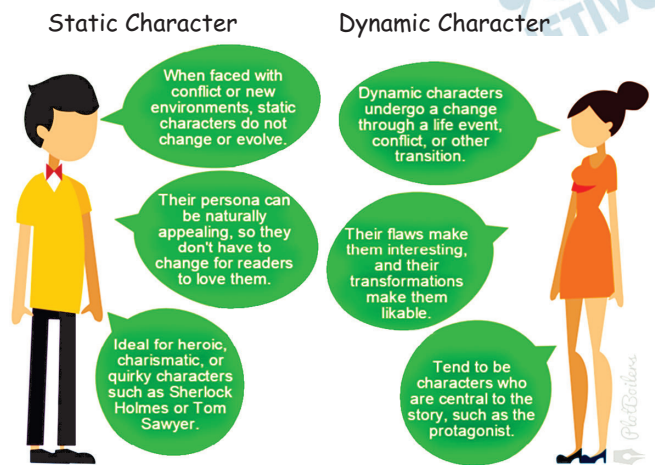 Static Character
When faced with
conflict or new
environments, static
characters do not
change or evolve.
Their persona can
be naturally
appealing, so they
don't have to
change for readers
to love them.
Ideal for heroic,
charismatic, or
quirky characters
such as Sherlock
Holmes or Tom
Sawyer.
Dynamic Character
Dynamic characters
undergo a change
through a life event,
conflict, or other
transition.
Their flaws make
them interesting,
and their
transformations
make them
likable.
Tend to be
characters who
are central to the
story, such as the
protagonist.
PlotBoilers